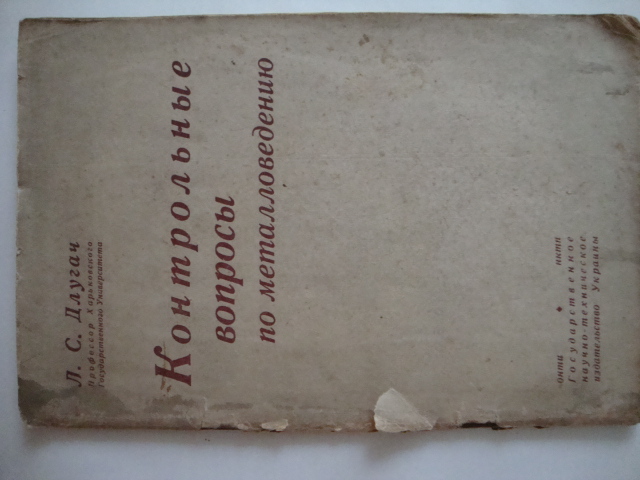 Л. С. Длугач
Профессор Харьковского
Государственного Университета
Контрольные
вопросы
по металловедению
онти ♦ нктп
Государственное
научно-техническое
издательство Украины